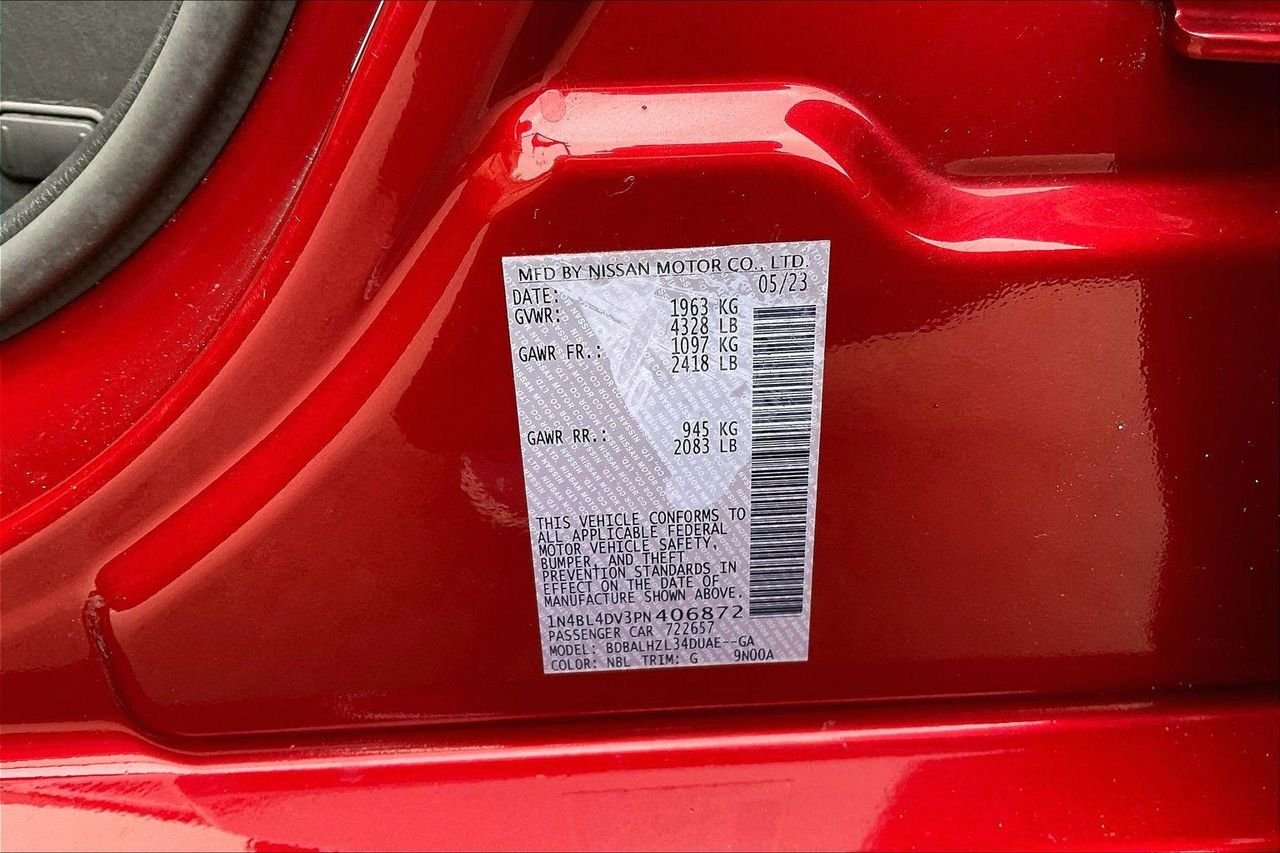 MFD BY NISSAN MOTOR CO., LTD.
DATE: 05/23
GVWR: 1963 KG
4328 LB
GAWR FR.: 1097 KG
2418 LB
GAWR RR.: 945 KG
2083 LB
THIS VEHICLE CONFORMS TO
ALL APPLICABLE FEDERAL
MOTOR VEHICLE SAFETY,
BUMPER, AND THEFT
PREVENTION STANDARDS IN
EFFECT ON THE DATE OF
MANUFACTURE SHOWN ABOVE.
1N4BL4DV3PN406872
PASSENGER CAR 722657
MODEL: BDBALHZL34DUAE--GA
COLOR: NBL TRIM: G 9N00A